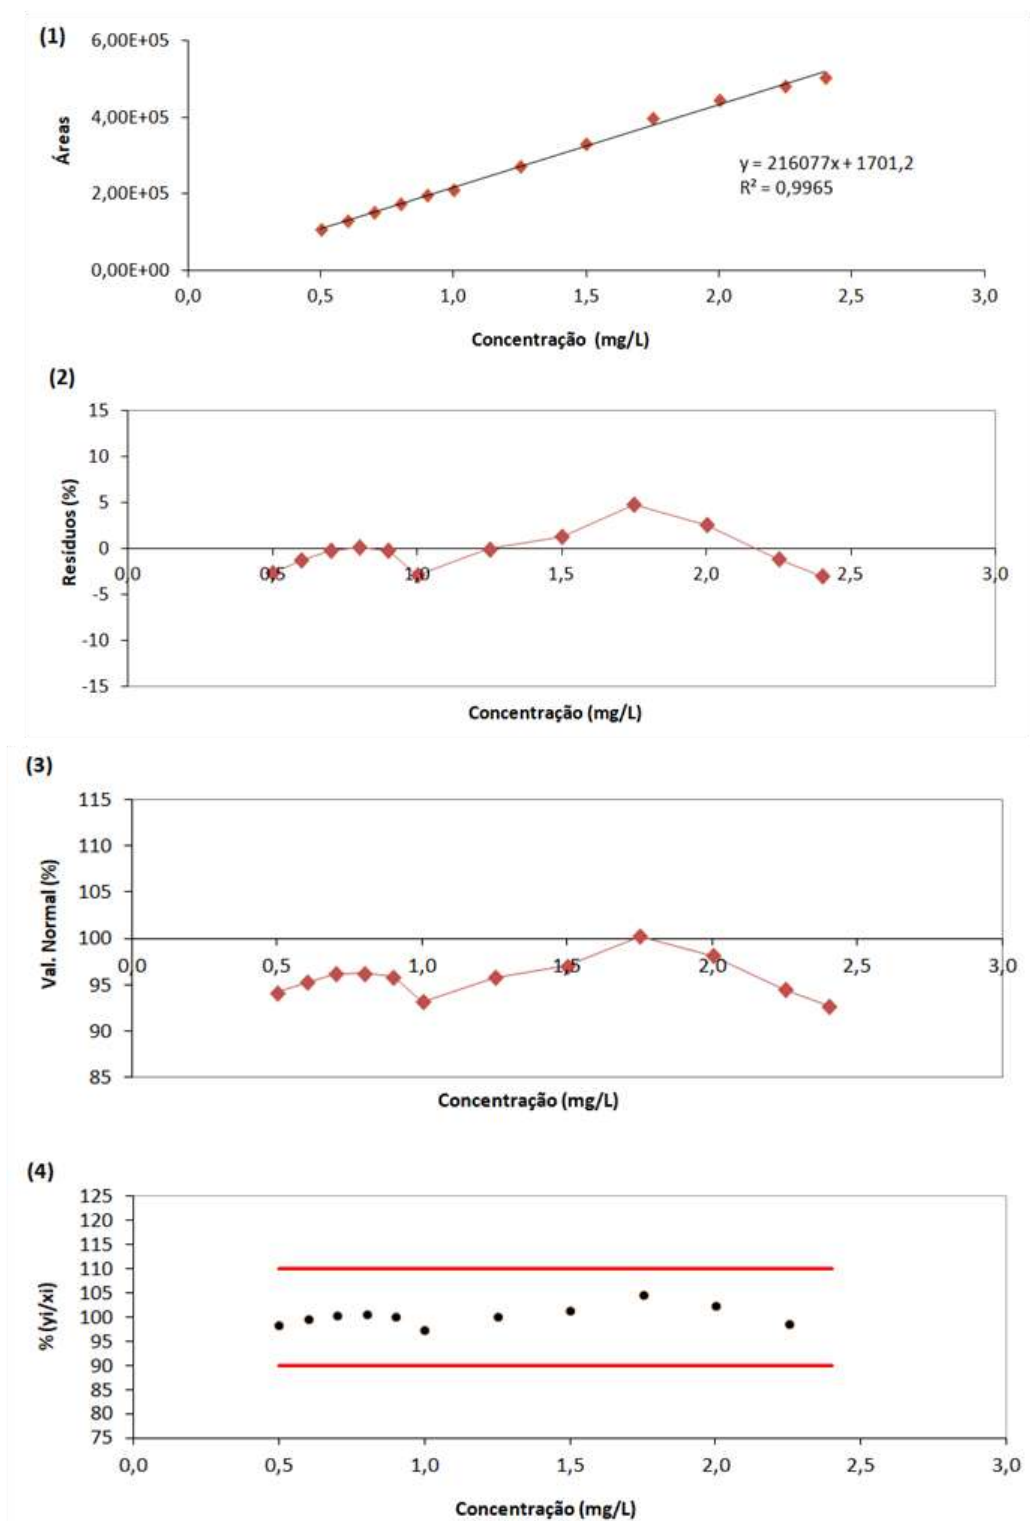 (1)
6,00E+05
4,00E+05
2,00E+05
0,00E+00
Áreas
y = 216077x + 1701,2
R² = 0,9965
0,0 0,5 1,0 1,5 2,0 2,5 3,0
Concentração (mg/L)
(2)
15
10
5
0
-5
-10
-15
Resíduos (%)
0,0 0,5 1,0 1,5 2,0 2,5 3,0
Concentração (mg/L)
(3)
115
110
105
100
95
90
85
Val. Normal (%)
0,0 0,5 1,0 1,5 2,0 2,5 3,0
Concentração (mg/L)
(4)
125
120
115
110
105
100
95
90
85
80
75
% (yi/xi)
0,0 0,5 1,0 1,5 2,0 2,5 3,0
Concentração (mg/L)